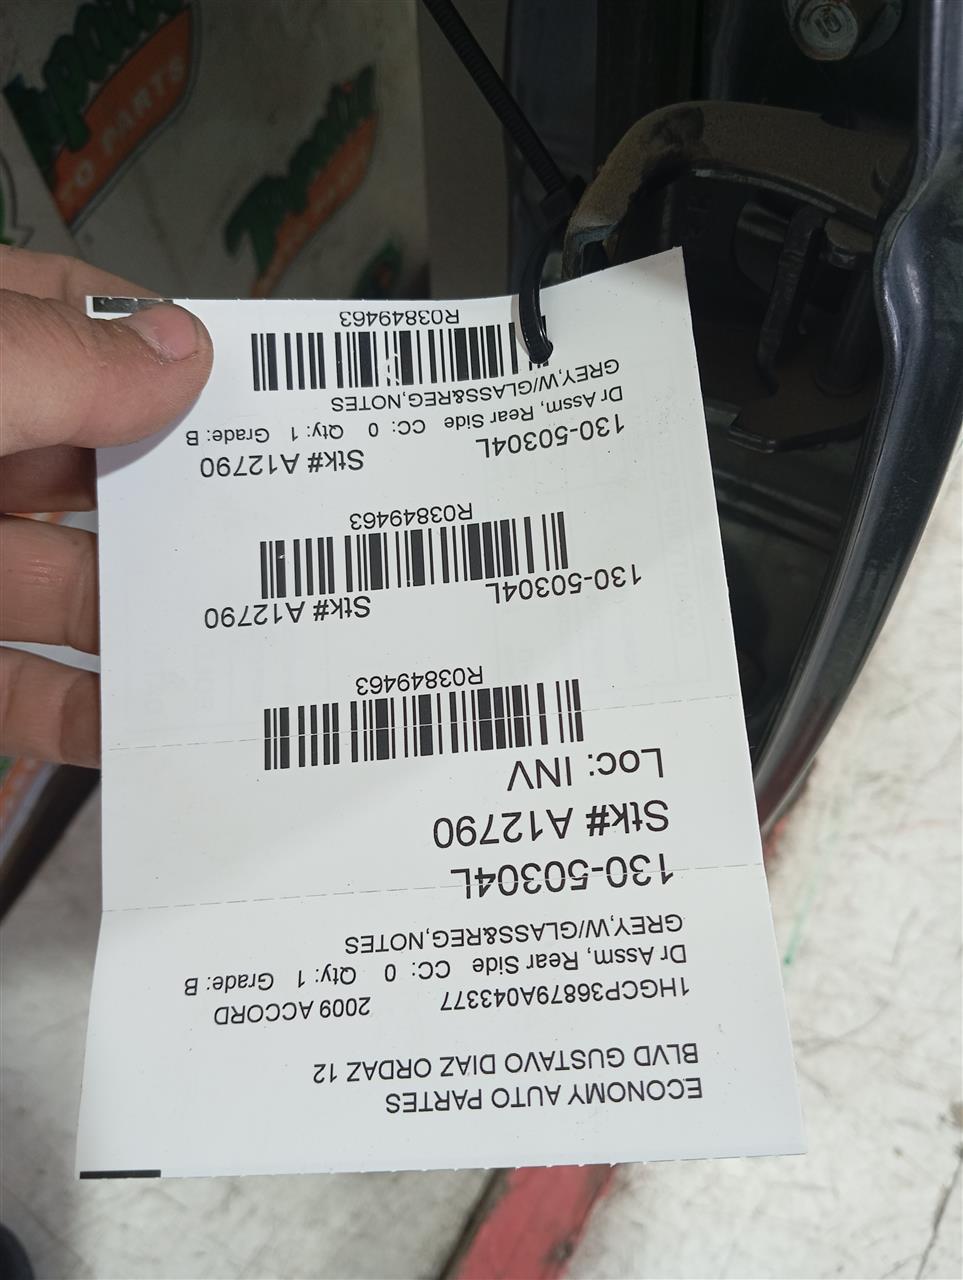 ECONOMY AUTO PARTES
BLVD GUSTAVO DIAZ ORDAZ 12
1HGCP36879A043377 2009 ACCORD
Dr Assm, Rear Side CC: 0 Qty: 1 Grade: B
GREY,W/GLASS&REG,NOTES
130-50304L
Stk# A12790
Loc: INV
R03849463
130-50304L Stk# A12790
R03849463
130-50304L Stk# A12790
Dr Assm, Rear Side CC: 0 Qty: 1 Grade: B
GREY,W/GLASS&REG,NOTES
R03849463
AUTO PARTS